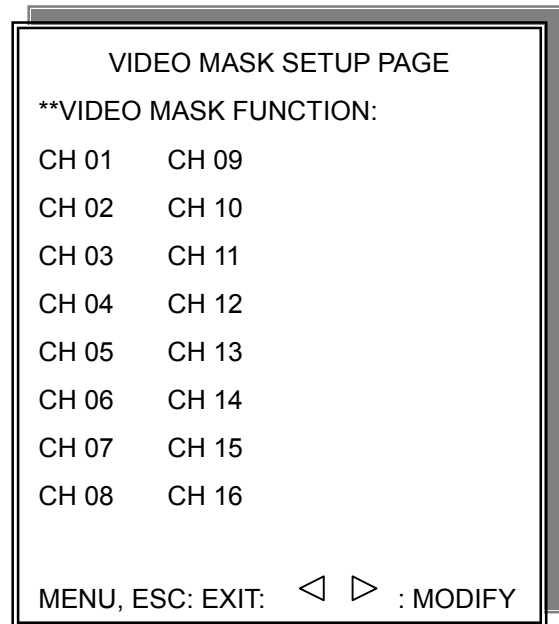 VIDEO MASK SETUP PAGE
**VIDEO MASK FUNCTION:
CH 01 CH 09
CH 02 CH 10
CH 03 CH 11
CH 04 CH 12
CH 05 CH 13
CH 06 CH 14
CH 07 CH 15
CH 08 CH 16
MENU, ESC: EXIT: ◁ ▷ : MODIFY